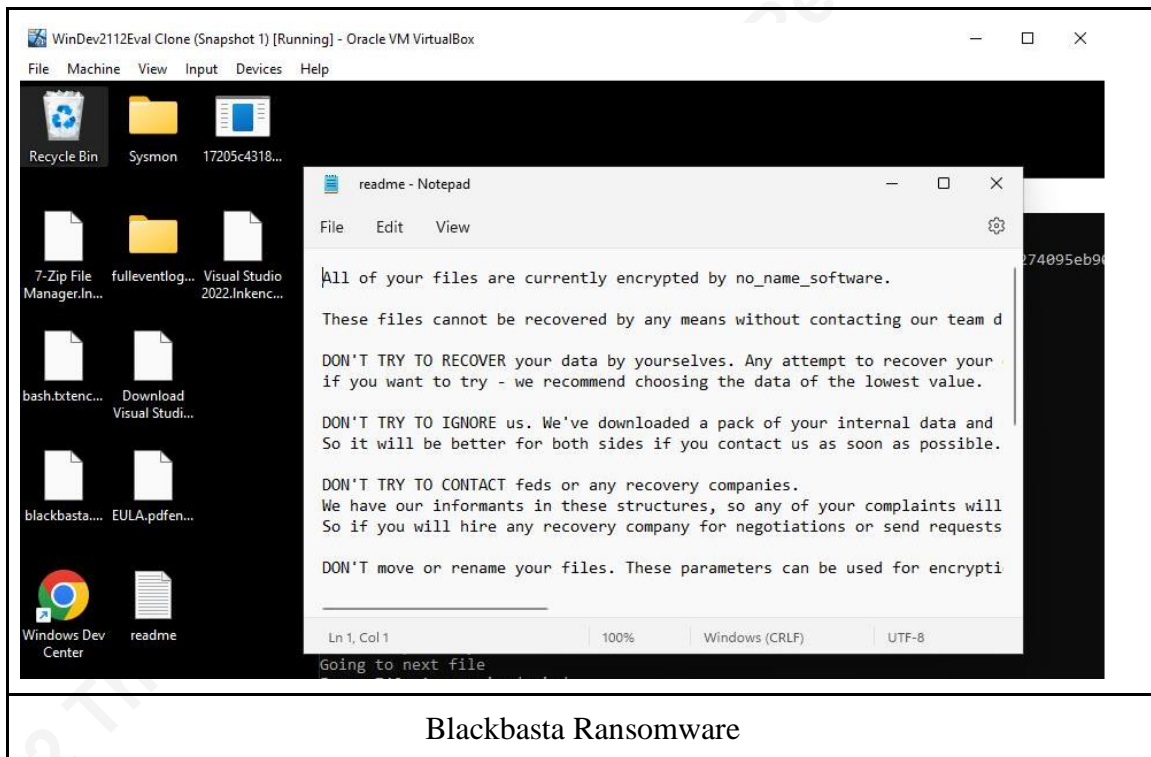 WinDev2112Eval Clone (Snapshot 1) [Running] - Oracle VM VirtualBox
File Machine View Input Devices Help
Recycle Bin
Sysmon
17205c4318...
readme - Notepad
File Edit View
7-Zip File
Manager.ln...
fulleventlog...
Visual Studio
2022.lnkenc...
274095eb90
All of your files are currently encrypted by no_name_software.
These files cannot be recovered by any means without contacting our team d
DON'T TRY TO RECOVER your data by yourselves. Any attempt to recover your
if you want to try - we recommend choosing the data of the lowest value.
bash.txtenc...
Download
Visual Studi...
DON'T TRY TO IGNORE us. We've downloaded a pack of your internal data and
So it will be better for both sides if you contact us as soon as possible.
DON'T TRY TO CONTACT feds or any recovery companies.
We have our informants in these structures, so any of your complaints will
So if you will hire any recovery company for negotiations or send requests
blackbasta....
EULA.pdfen...
DON'T move or rename your files. These parameters can be used for encrypti
Windows Dev
Center
readme
Ln 1, Col 1 100% Windows (CRLF) UTF-8
Going to next file
Blackbasta Ransomware